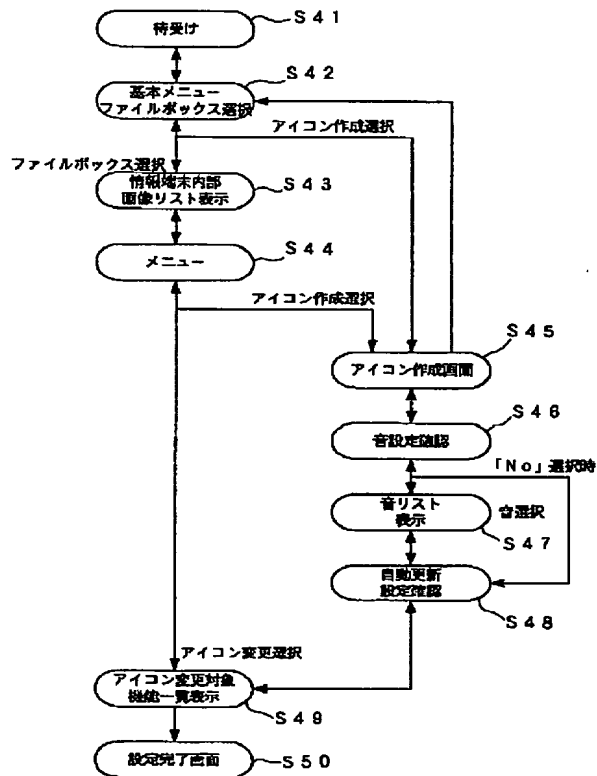 待受け
S41
基本メニュー
ファイルボックス選択
S42
アイコン作成選択
ファイルボックス選択
情報端末内部
画像リスト表示
S43
メニュー
S44
アイコン作成選択
アイコン作成画面
S45
音設定確認
S46
「No」選択時
音リスト
表示
音選択
S47
自動更新
設定確認
S48
アイコン変更選択
アイコン変更対象
機能一覧表示
S49
設定完了画面
S50